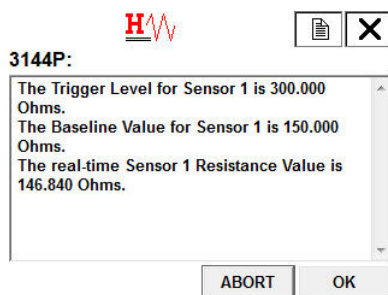 H
3144P:
The Trigger Level for Sensor 1 is 300.000
Ohms.
The Baseline Value for Sensor 1 is 150.000
Ohms.
The real-time Sensor 1 Resistance Value is
146.840 Ohms.
ABORT OK